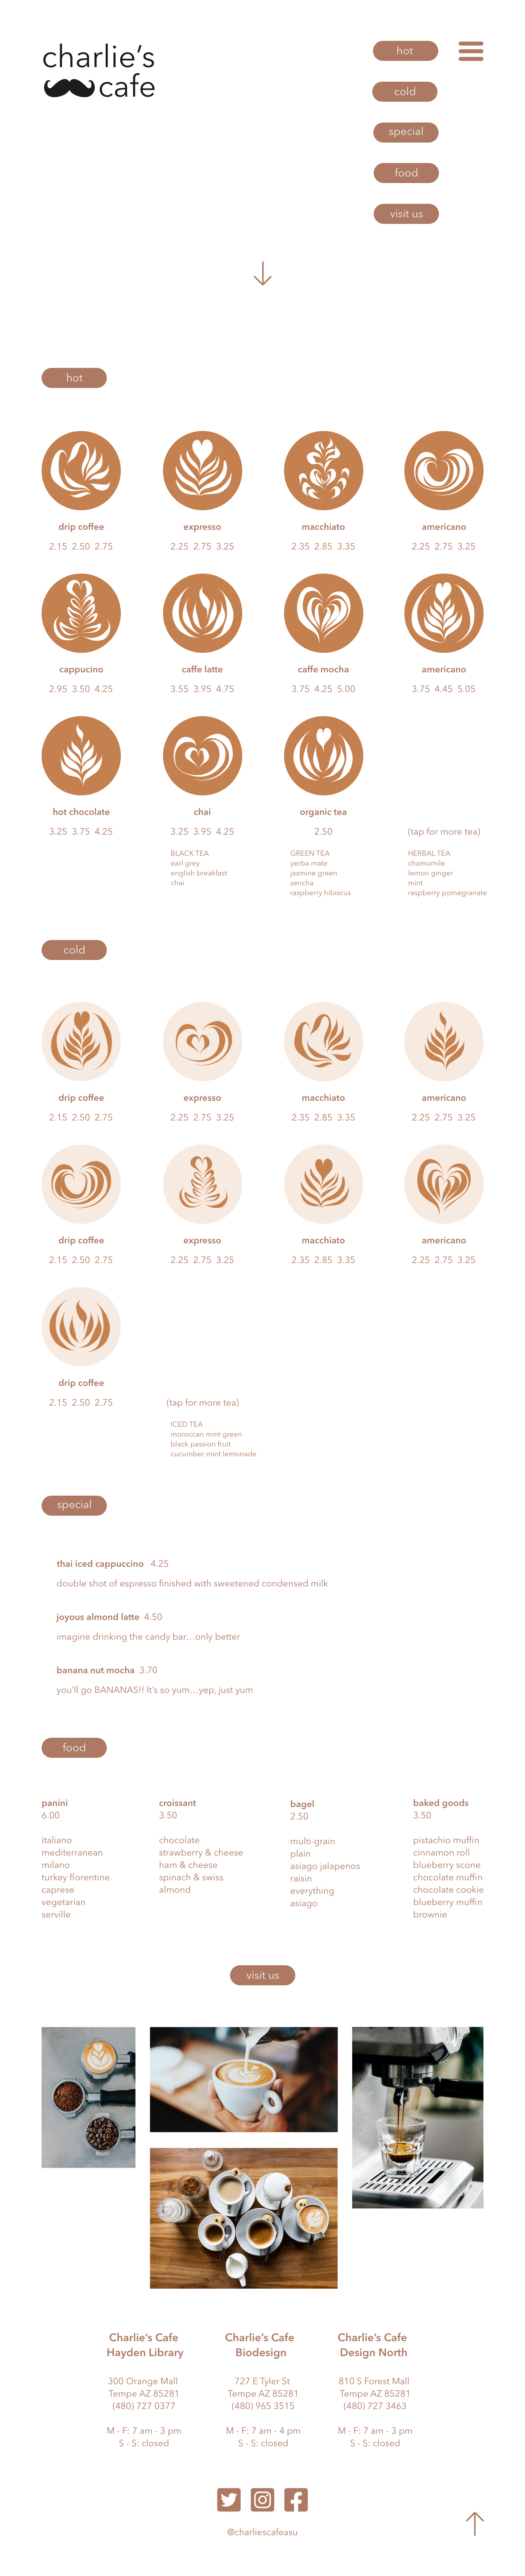 charlie's
cafe
hot
cold
special
food
visit us
hot
drip coffee
2.15 2.50 2.75
expresso
2.25 2.75 3.25
macchiato
2.35 2.85 3.35
americano
2.25 2.75 3.25
cappucino
2.95 3.50 4.25
caffe latte
3.55 3.95 4.75
caffe mocha
3.75 4.25 5.00
americano
3.75 4.45 5.05
hot chocolate
3.25 3.75 4.25
chai
3.25 3.95 4.25
organic tea
2.50
(tap for more tea)
BLACK TEA
earl grey
english breakfast
chai
GREEN TEA
yerba mate
jasmine green
sencha
raspberry hibiscus
HERBAL TEA
chamomile
lemon ginger
mint
raspberry pomegranate
cold
drip coffee
2.15 2.50 2.75
expresso
2.25 2.75 3.25
macchiato
2.35 2.85 3.35
americano
2.25 2.75 3.25
drip coffee
2.15 2.50 2.75
expresso
2.25 2.75 3.25
macchiato
2.35 2.85 3.35
americano
2.25 2.75 3.25
drip coffee
2.15 2.50 2.75
(tap for more tea)
ICED TEA
moroccan mint green
black passion fruit
cucumber mint lemonade
special
thai iced cappuccino 4.25
double shot of espresso finished with sweetened condensed milk
joyous almond latte 4.50
imagine drinking the candy bar...only better
banana nut mocha 3.70
you'll go BANANAS!! It's so yum...yep, just yum
food
panini
6.00
italiano
mediterranean
milano
turkey florentine
caprese
vegetarian
serville
croissant
3.50
chocolate
strawberry & cheese
ham & cheese
spinach & swiss
almond
bagel
2.50
multi-grain
plain
asiago jalapenos
raisin
everything
asiago
baked goods
3.50
pistachio muffin
cinnamon roll
blueberry scone
chocolate muffin
chocolate cookie
blueberry muffin
brownie
visit us
Charlie's Cafe
Hayden Library
300 Orange Mall
Tempe AZ 85281
(480) 727 0377
M - F: 7 am - 3 pm
S - S: closed
Charlie's Cafe
Biodesign
727 E Tyler St
Tempe AZ 85281
(480) 965 3515
M - F: 7 am - 4 pm
S - S: closed
Charlie's Cafe
Design North
810 S Forest Mall
Tempe AZ 85281
(480) 727 3463
M - F: 7 am - 3 pm
S - S: closed
@charliescafeasu